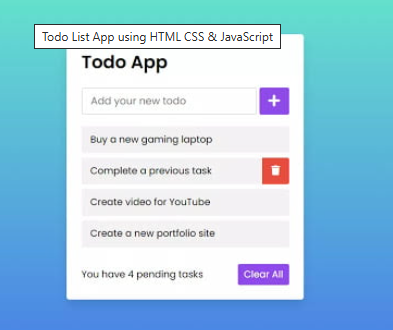 Todo List App using HTML CSS & JavaScript
Todo App
Add your new todo
Buy a new gaming laptop
Complete a previous task
Create video for YouTube
Create a new portfolio site
You have 4 pending tasks
Clear All